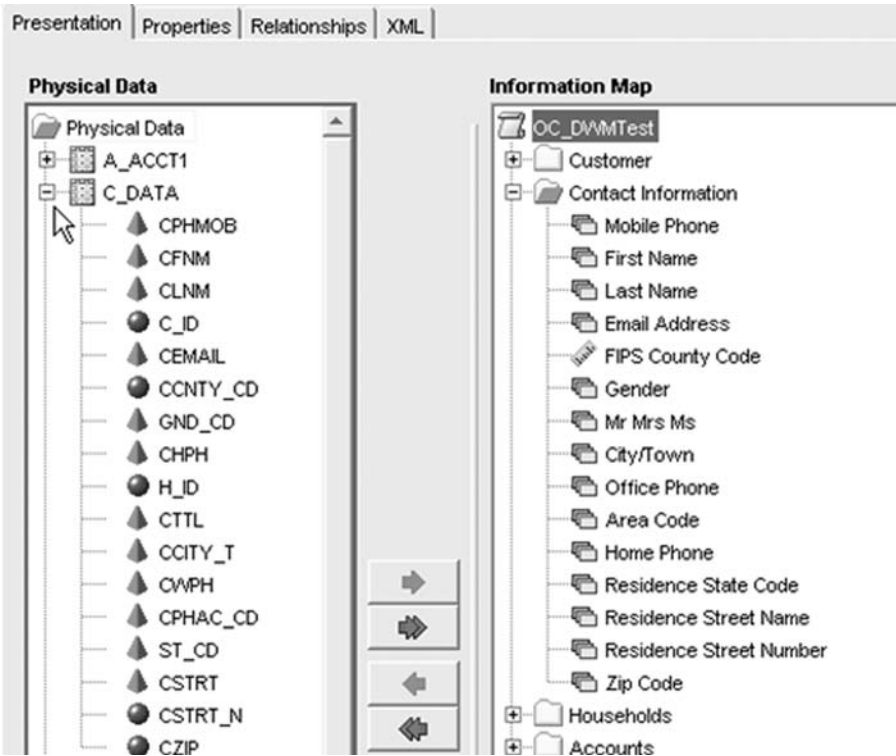 Presentation Properties Relationships XML
Physical Data
Physical Data
A_ACCT1
C_DATA
CPHMOB
CFNM
CLNM
C_ID
CEMAIL
CCNTY_CD
GND_CD
CHPH
H_ID
CTTL
CCITY_T
CWPH
CPHAC_CD
ST_CD
CSTRT
CSTRT_N
CZIP
Information Map
OC_DWMTest
Customer
Contact Information
Mobile Phone
First Name
Last Name
Email Address
FIPS County Code
Gender
Mr Mrs Ms
City/Town
Office Phone
Area Code
Home Phone
Residence State Code
Residence Street Name
Residence Street Number
Zip Code
Households
Accounts